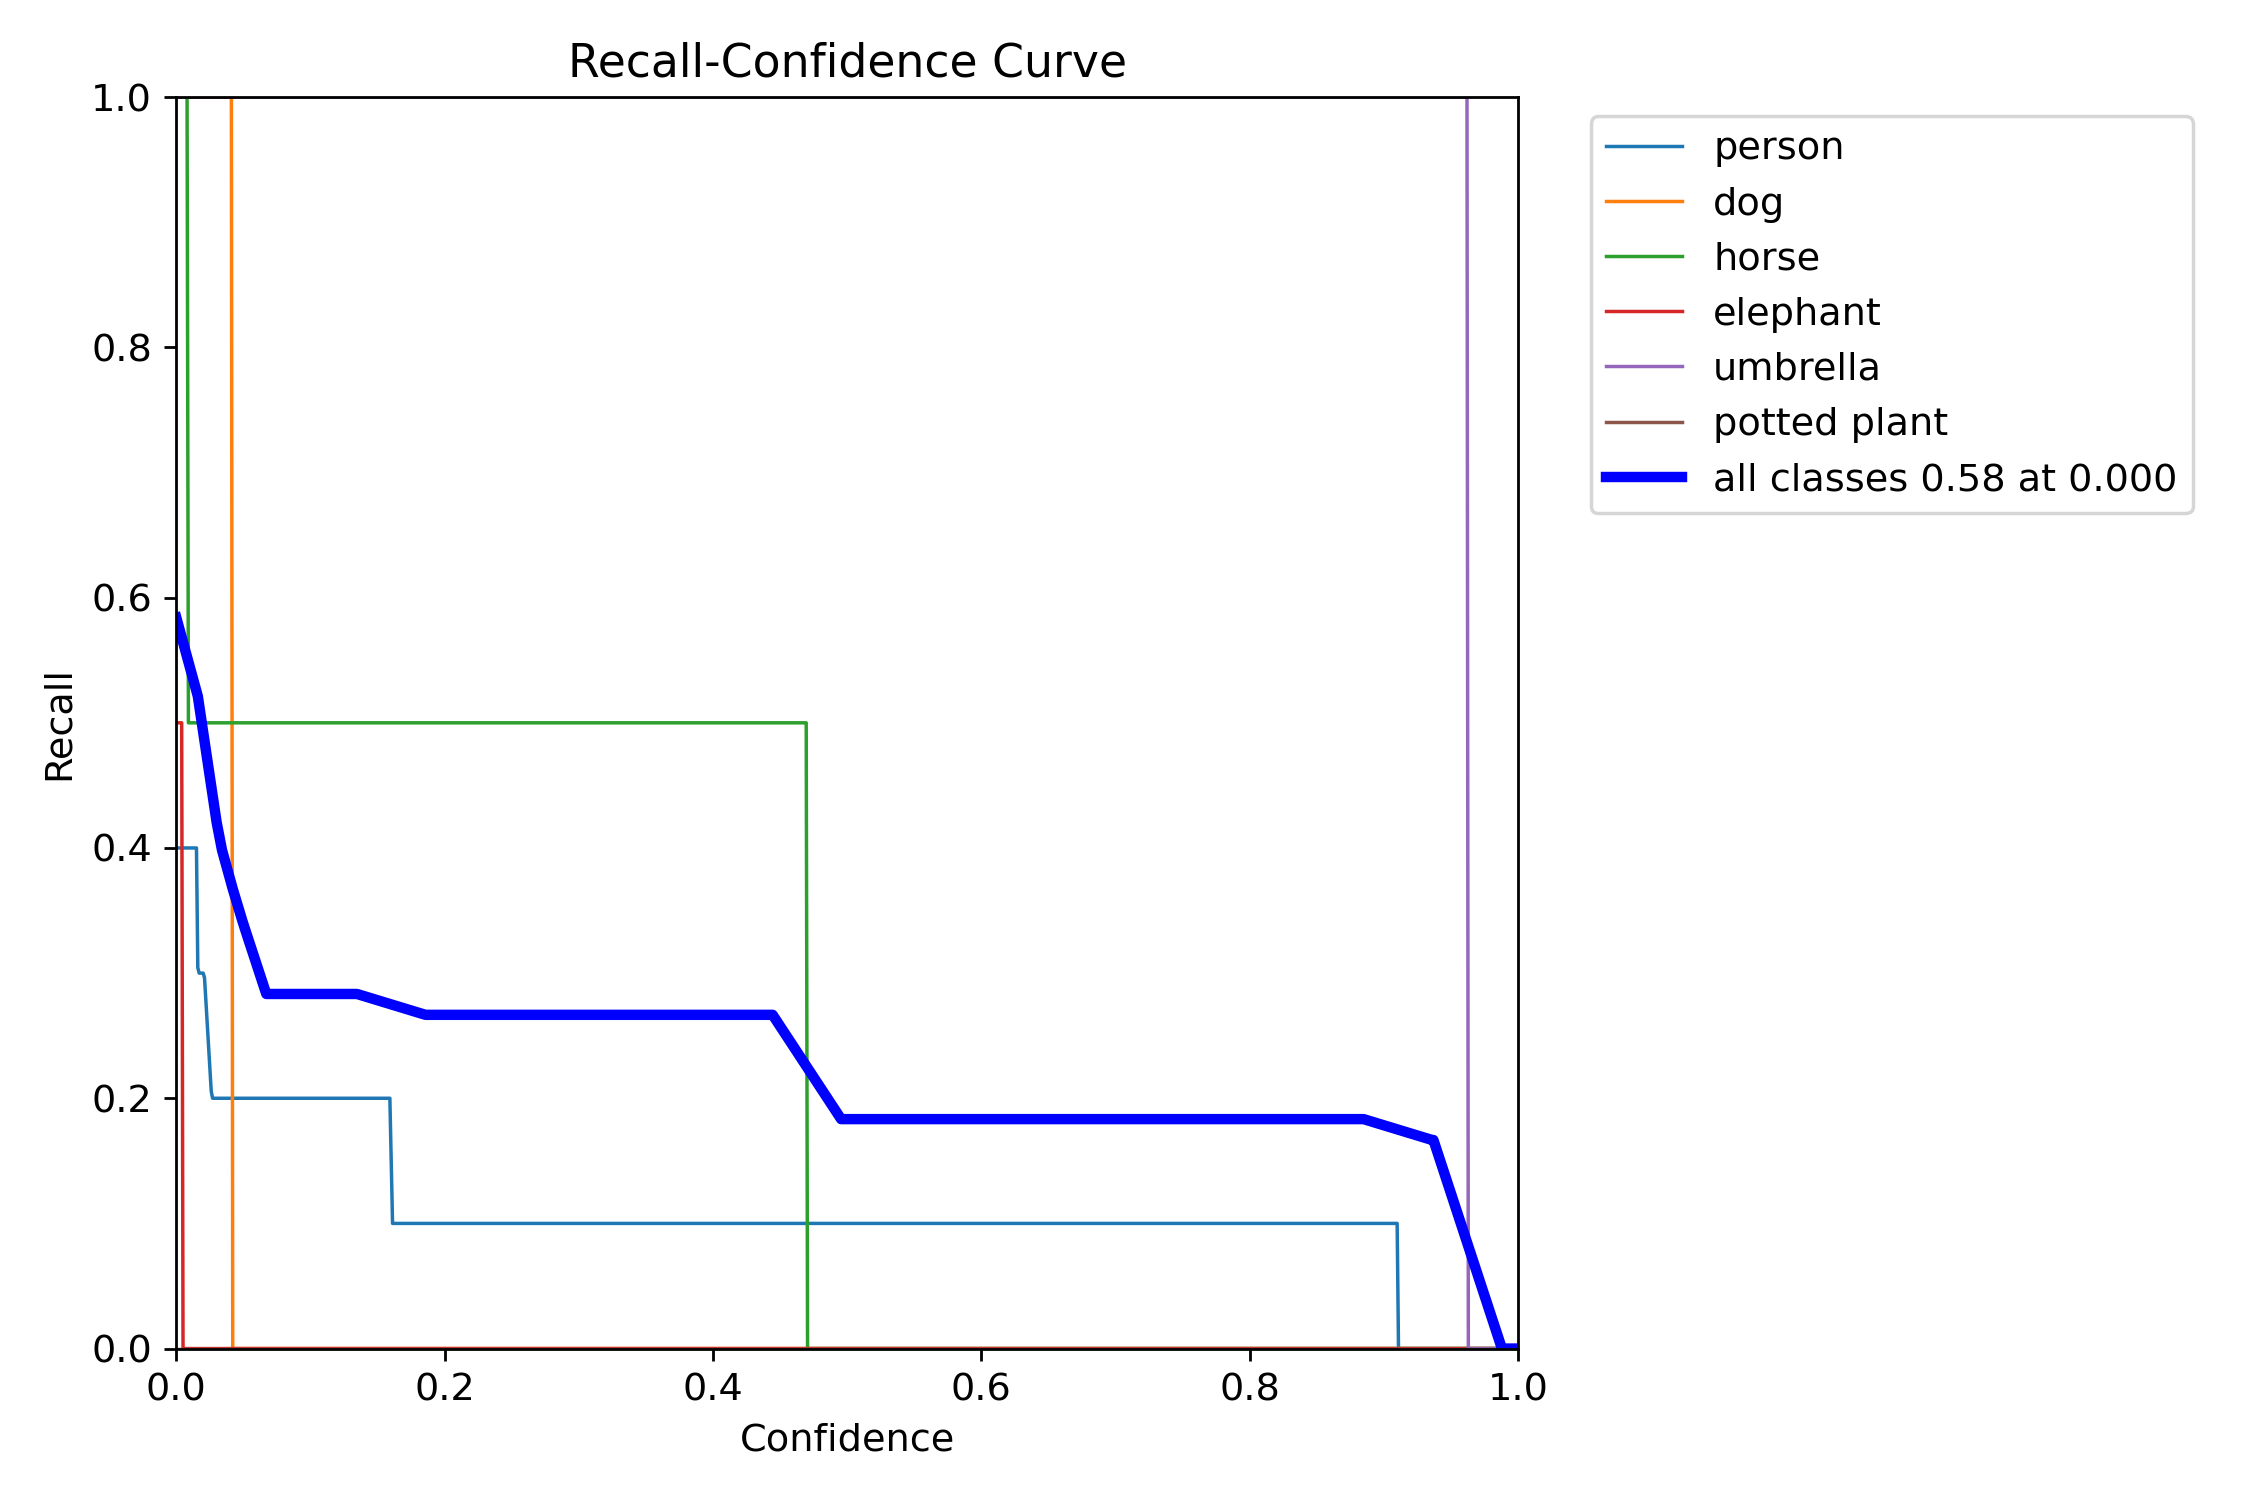 Recall-Confidence Curve
1.0
0.8
0.6
0.4
0.2
0.0
Recall
0.0 0.2 0.4 0.6 0.8 1.0
Confidence
person
dog
horse
elephant
umbrella
potted plant
all classes 0.58 at 0.000